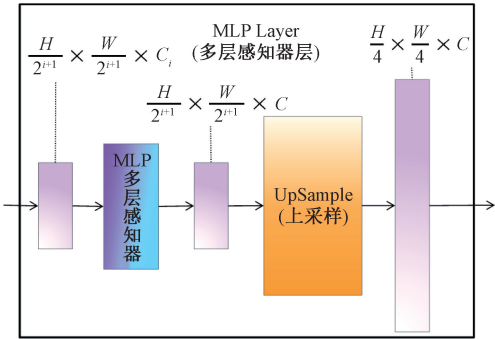 MLP Layer
(多层感知器层)
H/2^{i+1} × W/2^{i+1} × C_i
H/4 × W/4 × C
H/2^{i+1} × W/2^{i+1} × C
MLP
多层感知器
UpSample
(上采样)